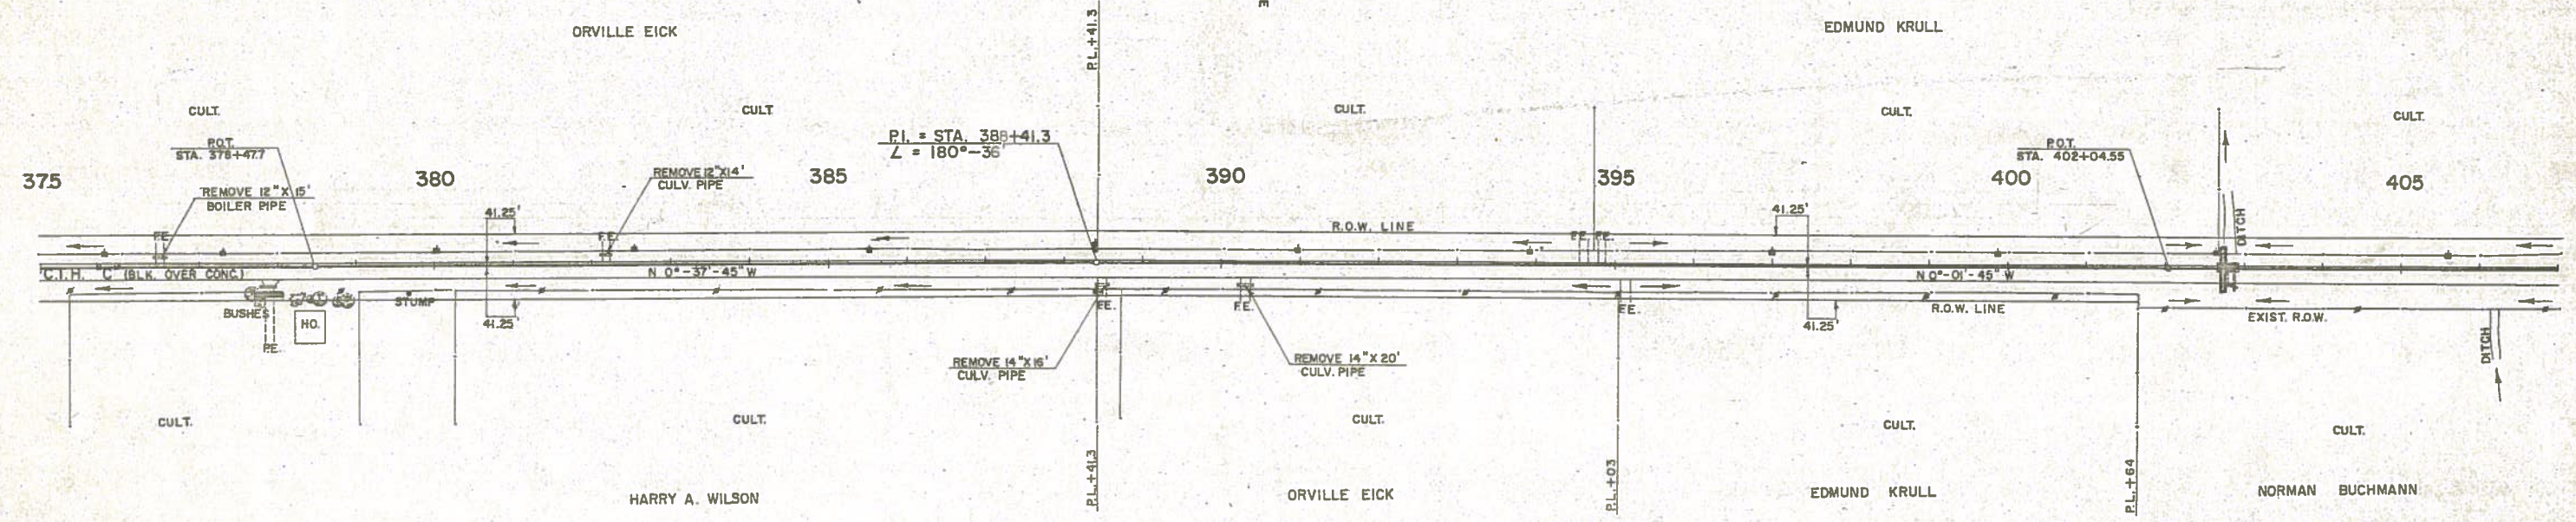 ORVILLE EICK
EDMUND KRULL
P.L.+41.3
CULT.
CULT.
CULT.
CULT.
CULT.
P.O.T.
STA. 378+47.7
P.I. = STA. 388+41.3
∠ = 180°-36'
P.O.T.
STA. 402+04.55
375
380
385
390
395
400
405
REMOVE 12"X15'
BOILER PIPE
REMOVE 12"X14'
CULV. PIPE
41.25'
41.25'
R.O.W. LINE
F.E.
F.E.
F.E.
F.E.
DITCH
C.T.H. "C" (BLK. OVER CONC.)
N 0°-37'-45" W
N 0°-01'-45" W
BUSHES
STUMP
HO.
F.E.
41.25'
F.E.
F.E.
F.E.
41.25'
R.O.W. LINE
EXIST. R.O.W.
DITCH
REMOVE 14"X16'
CULV. PIPE
REMOVE 14"X20'
CULV. PIPE
CULT.
CULT.
CULT.
CULT.
CULT.
P.L.+41.3
P.L.+03
P.L.+64
HARRY A. WILSON
ORVILLE EICK
EDMUND KRULL
NORMAN BUCHMANN